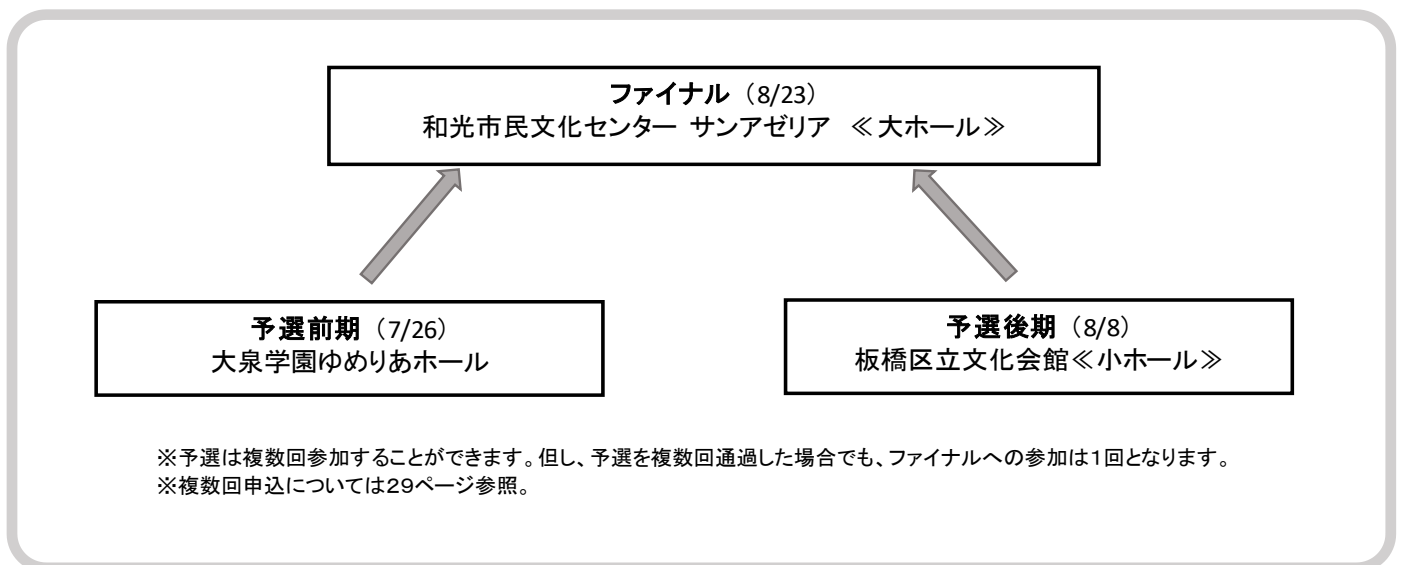 ファイナル（8/23）
和光市民文化センター サンアゼリア ≪大ホール≫
予選前期（7/26）
大泉学園ゆめりあホール
予選後期（8/8）
板橋区立文化会館≪小ホール≫
※予選は複数回参加することができます。但し、予選を複数回通過した場合でも、ファイナルへの参加は1回となります。
※複数回申込については２９ページ参照。